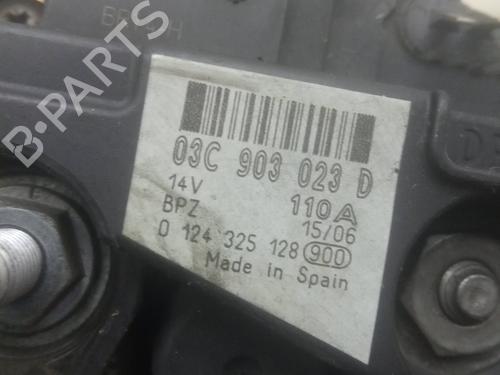 B-PARTS
03C 903 023 D
14V 110A
BPZ 15/06
0 124 325 128 900
Made in Spain